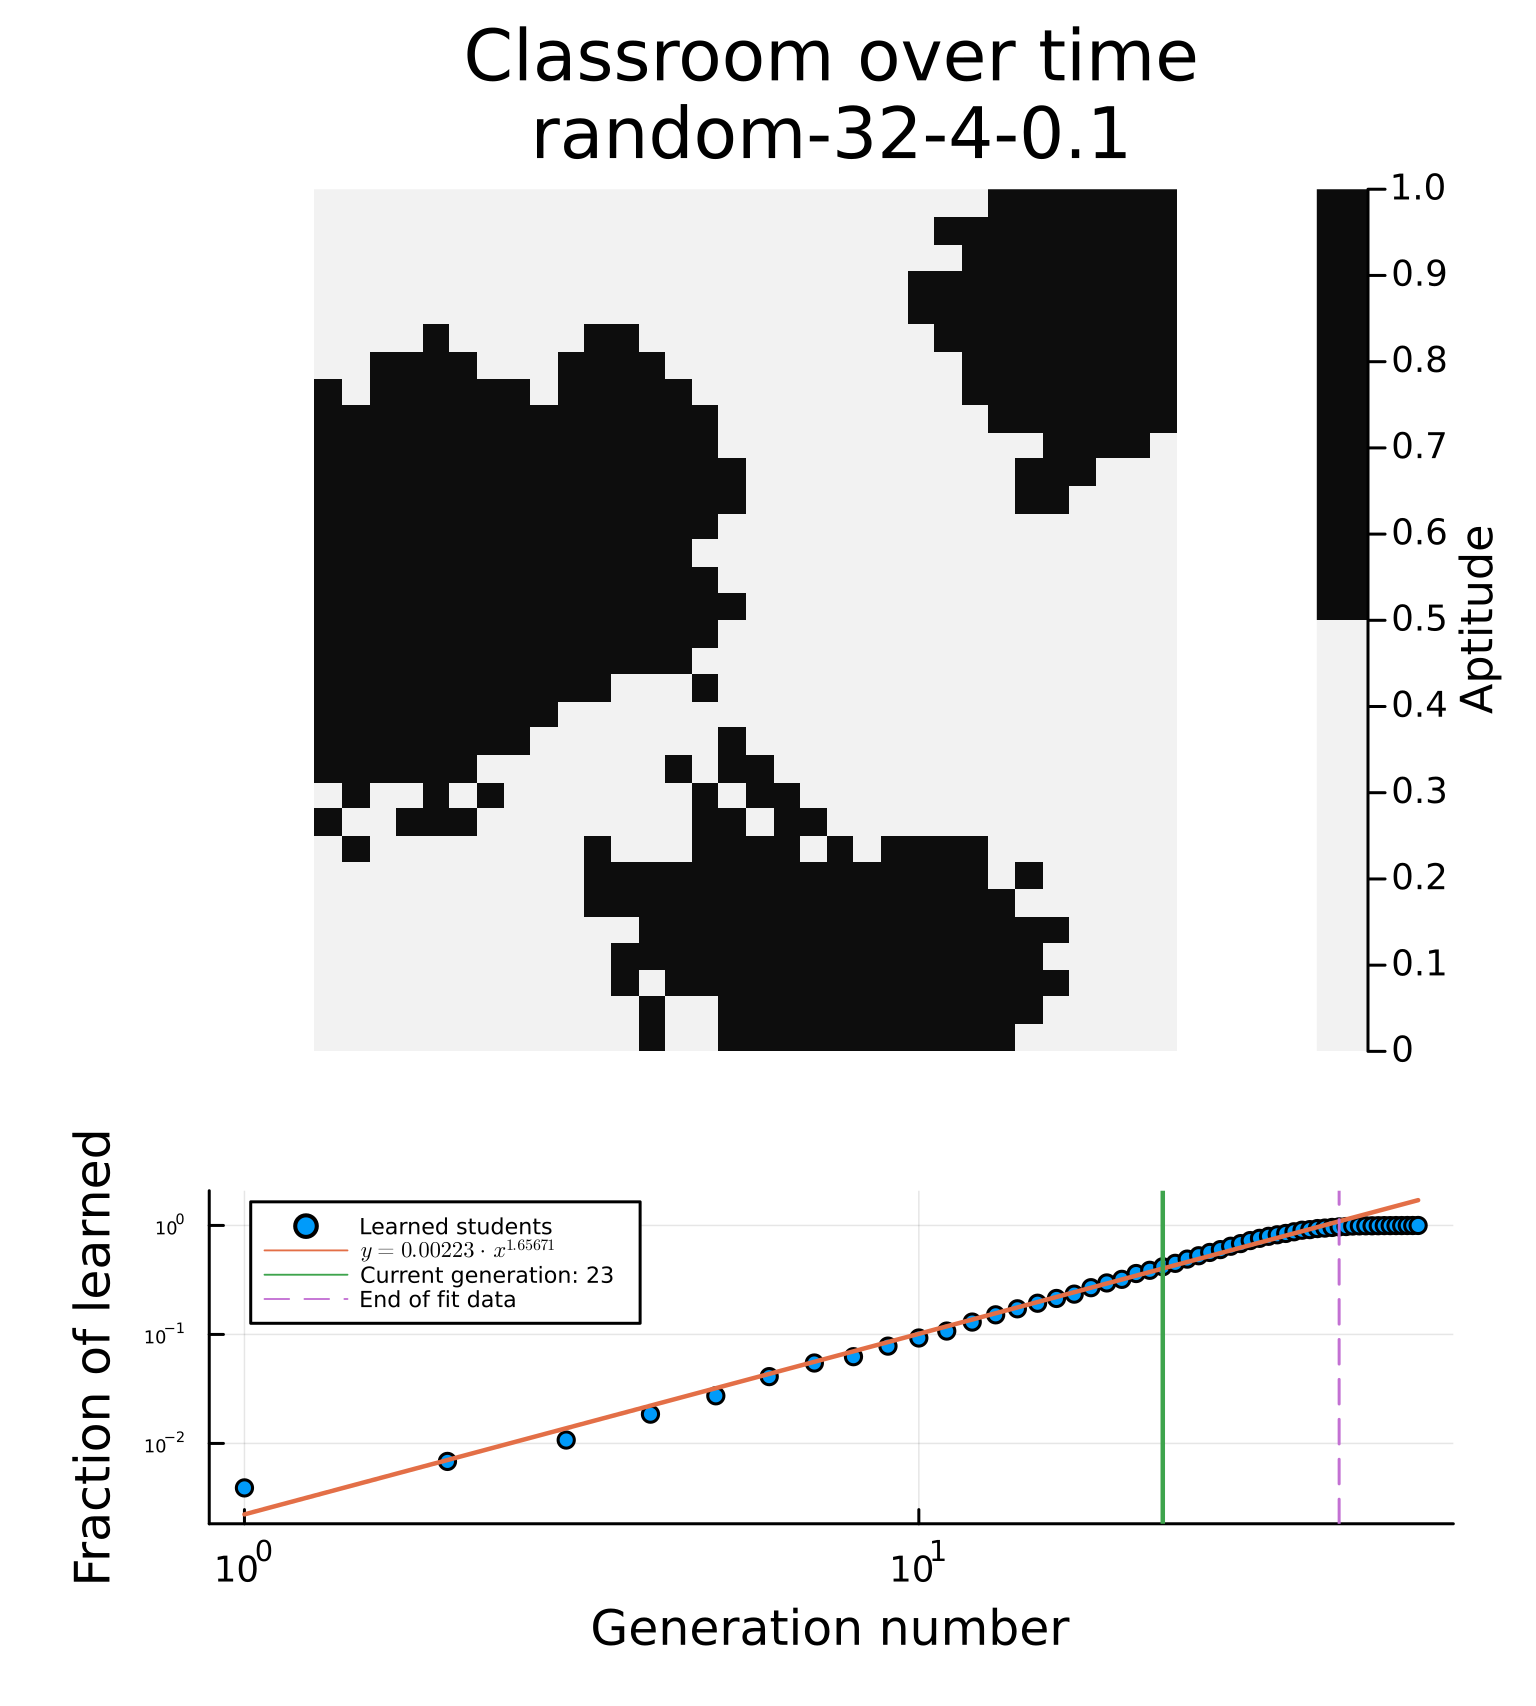 Classroom over time
random-32-4-0.1
1.0
0.9
0.8
0.7
0.6
0.5
0.4
0.3
0.2
0.1
0
Aptitude
Fraction of learned
10⁰
10⁻¹
10⁻²
Learned students
y = 0.00223 · x^1.65671
Current generation: 23
End of fit data
10⁰
10¹
Generation number